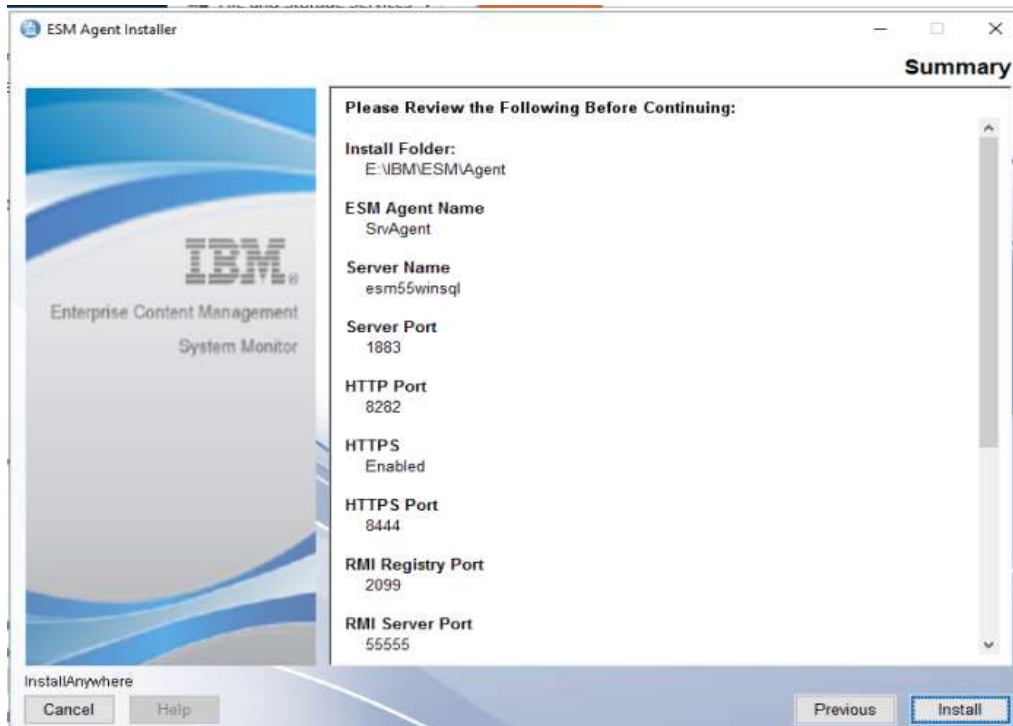 ESM Agent Installer
Summary
IBM®
Enterprise Content Management
System Monitor
Please Review the Following Before Continuing:
Install Folder:
E:\IBM\ESM\Agent
ESM Agent Name
SrvAgent
Server Name
esm55winsql
Server Port
1883
HTTP Port
8282
HTTPS
Enabled
HTTPS Port
8444
RMI Registry Port
2099
RMI Server Port
55555
InstallAnywhere
Cancel
Help
Previous
Install